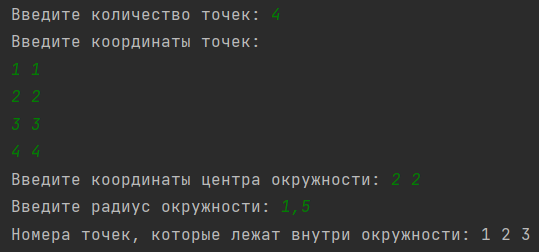 Введите количество точек: 4
Введите координаты точек:
1 1
2 2
3 3
4 4
Введите координаты центра окружности: 2 2
Введите радиус окружности: 1,5
Номера точек, которые лежат внутри окружности: 1 2 3